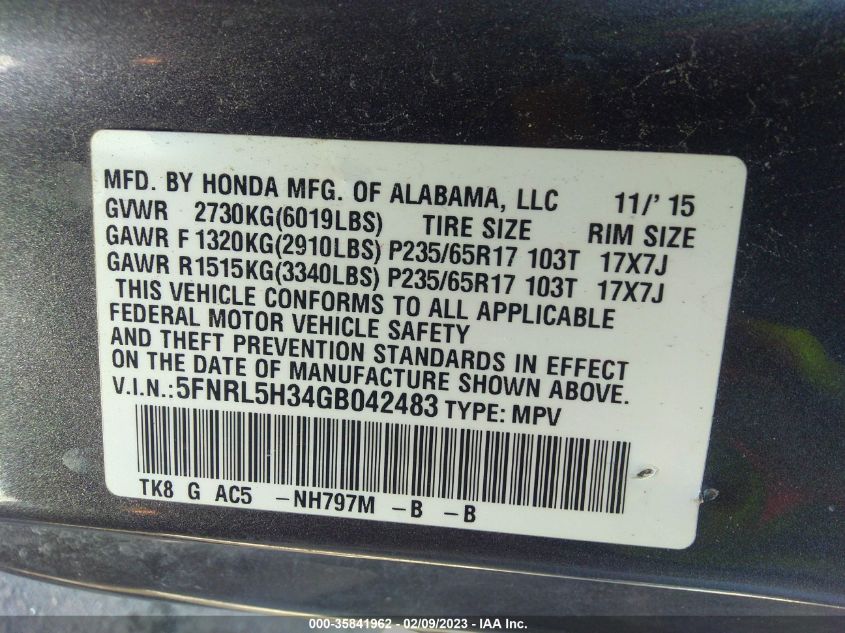 MFD. BY HONDA MFG. OF ALABAMA, LLC 11/' 15
GVWR 2730KG(6019LBS) TIRE SIZE RIM SIZE
GAWR F 1320KG(2910LBS) P235/65R17 103T 17X7J
GAWR R1515KG(3340LBS) P235/65R17 103T 17X7J
THIS VEHICLE CONFORMS TO ALL APPLICABLE
FEDERAL MOTOR VEHICLE SAFETY
AND THEFT PREVENTION STANDARDS IN EFFECT
ON THE DATE OF MANUFACTURE SHOWN ABOVE.
V.I.N.:5FNRL5H34GB042483 TYPE: MPV
TK8 G AC5 -NH797M -B -B
000-35841962 - 02/09/2023 - IAA Inc.